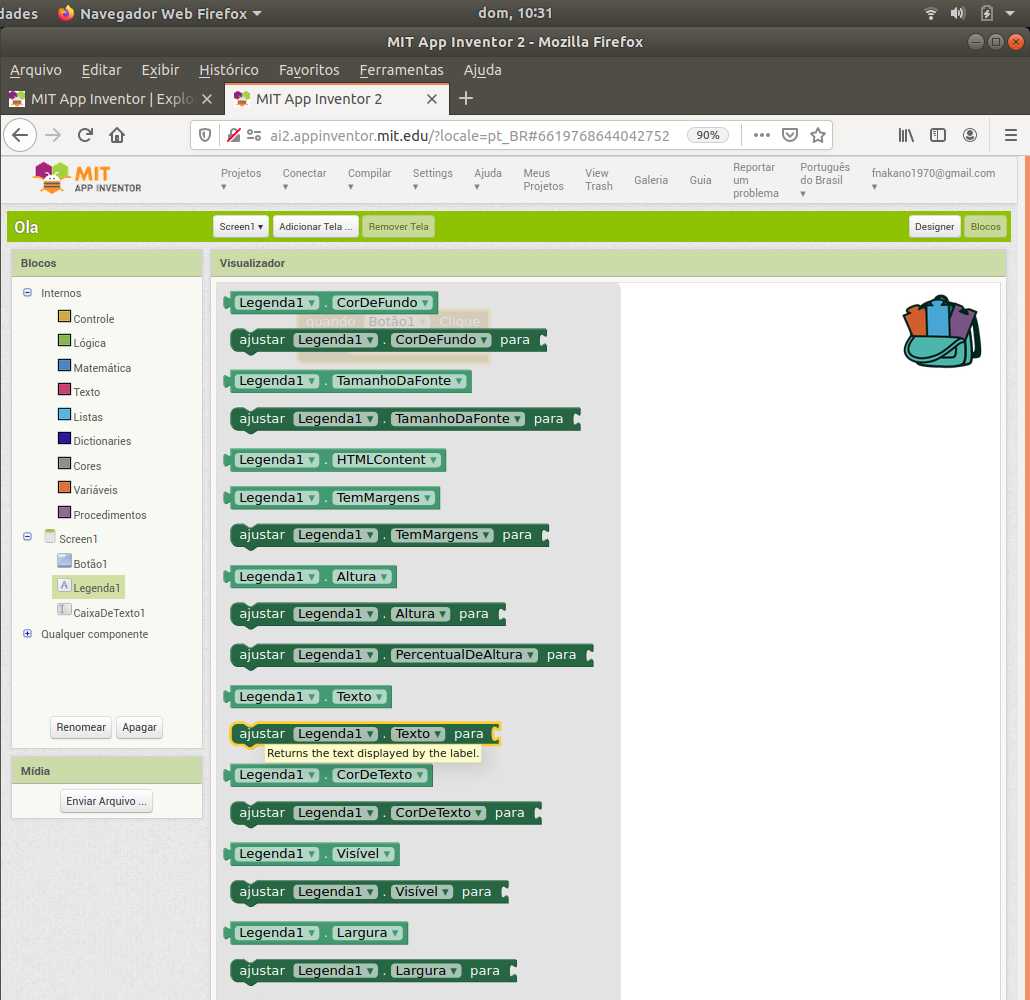 dades Navegador Web Firefox dom, 10:31
MIT App Inventor 2 - Mozilla Firefox
Arquivo Editar Exibir Histórico Favoritos Ferramentas Ajuda
MIT App Inventor | Explo MIT App Inventor 2
ai2.appinventor.mit.edu/?locale=pt_BR#6619768644042752 90%
MIT
APP INVENTOR
Projetos Conectar Compilar Settings Ajuda Meus Projetos View Trash Galeria Guia Reportar um problema Português do Brasil fnakano1970@gmail.com
Ola Screen1 Adicionar Tela ... Remover Tela Designer Blocos
Blocos
Internos
Controle
Lógica
Matemática
Texto
Listas
Dictionaries
Cores
Variáveis
Procedimentos
Screen1
Botão1
Legenda1
CaixaDeTexto1
Qualquer componente
Renomear Apagar
Mídia
Enviar Arquivo ...
Visualizador
Legenda1 . CorDeFundo
quando Botão1 . Clique
ajustar Legenda1 . CorDeFundo para
Legenda1 . TamanhoDaFonte
ajustar Legenda1 . TamanhoDaFonte para
Legenda1 . HTMLContent
Legenda1 . TemMargens
ajustar Legenda1 . TemMargens para
Legenda1 . Altura
ajustar Legenda1 . Altura para
ajustar Legenda1 . PercentualDeAltura para
Legenda1 . Texto
ajustar Legenda1 . Texto para
Returns the text displayed by the label.
Legenda1 . CorDeTexto
ajustar Legenda1 . CorDeTexto para
Legenda1 . Visível
ajustar Legenda1 . Visível para
Legenda1 . Largura
ajustar Legenda1 . Largura para